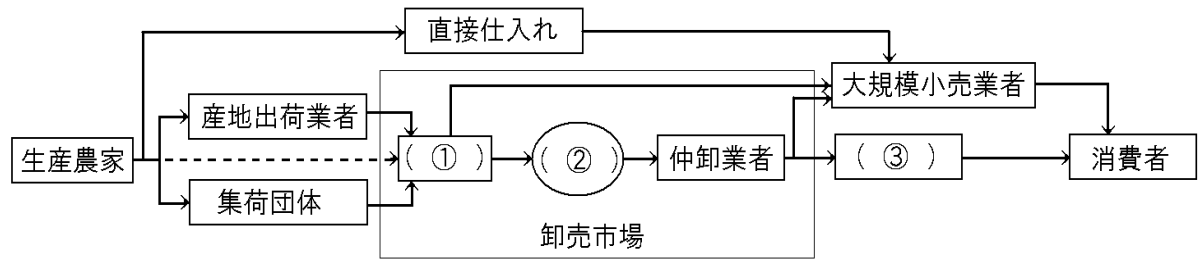 直接仕入れ
大規模小売業者
産地出荷業者
生産農家
( ① )
( ② )
仲卸業者
( ③ )
消費者
集荷団体
卸売市場